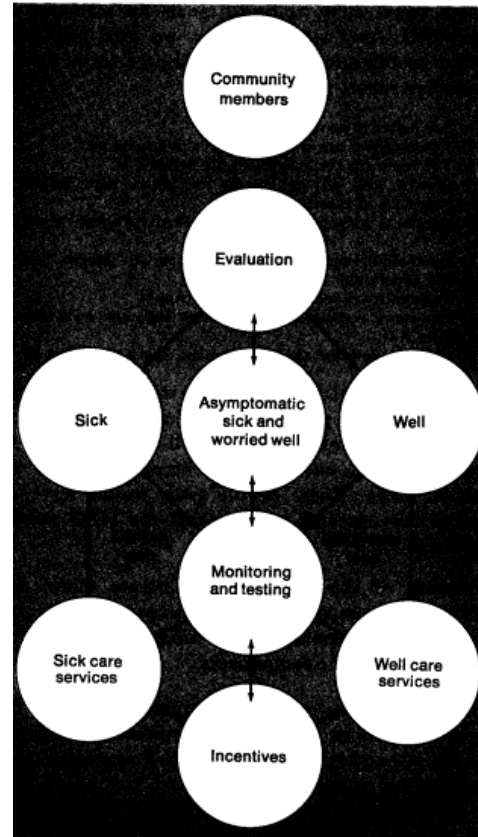 Community
members
Evaluation
Sick
Asymptomatic
sick and
worried well
Well
Monitoring
and testing
Sick care
services
Well care
services
Incentives